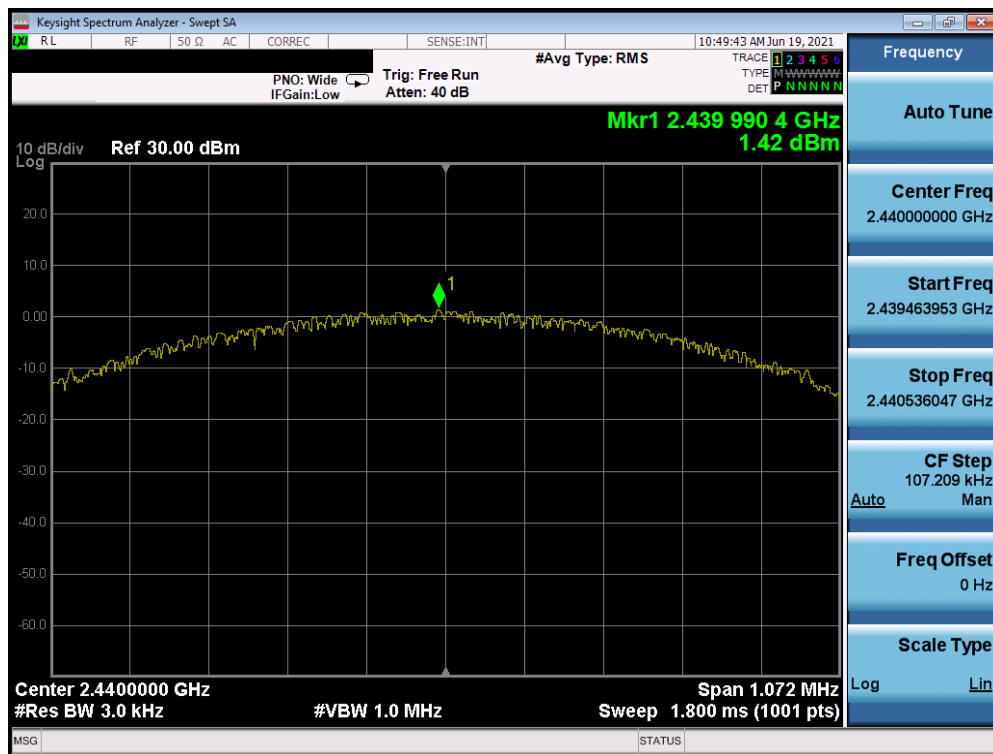 Keysight Spectrum Analyzer - Swept SA
LXI RL RF 50 Ω AC CORREC SENSE:INT 10:49:43 AM Jun 19, 2021
PNO: Wide
IFGain:Low
Trig: Free Run
Atten: 40 dB
#Avg Type: RMS
TRACE 1 2 3 4 5 6
TYPE M W W W W W
DET P N N N N N
Mkr1 2.439 990 4 GHz
1.42 dBm
10 dB/div Ref 30.00 dBm
Log
20.0
10.0
0.00
-10.0
-20.0
-30.0
-40.0
-50.0
-60.0
1
Center 2.4400000 GHz
Span 1.072 MHz
#Res BW 3.0 kHz
#VBW 1.0 MHz
Sweep 1.800 ms (1001 pts)
MSG
STATUS
Frequency
Auto Tune
Center Freq
2.440000000 GHz
Start Freq
2.439463953 GHz
Stop Freq
2.440536047 GHz
CF Step
107.209 kHz
Auto Man
Freq Offset
0 Hz
Scale Type
Log Lin